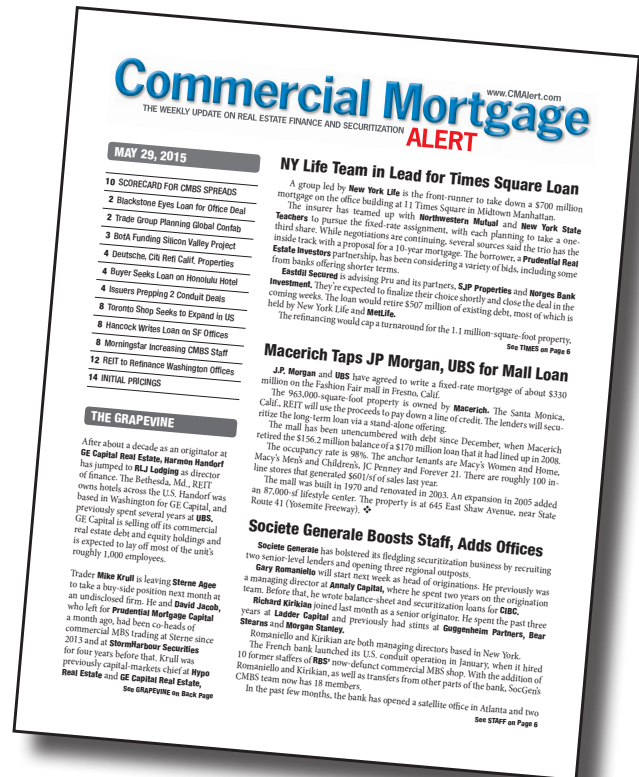 www.CMAlert.com
Commercial Mortgage
THE WEEKLY UPDATE ON REAL ESTATE FINANCE AND SECURITIZATION
ALERT
MAY 29, 2015
10 SCORECARD FOR CMBS SPREADS
2 Blackstone Eyes Loan for Office Deal
2 Trade Group Planning Global Confab
3 BofA Funding Silicon Valley Project
4 Deutsche, Citi Refi Calif. Properties
4 Buyer Seeks Loan on Honolulu Hotel
4 Issuers Prepping 2 Conduit Deals
8 Toronto Shop Seeks to Expand in US
8 Hancock Writes Loan on SF Offices
8 Morningstar Increasing CMBS Staff
12 REIT to Refinance Washington Offices
14 INITIAL PRICINGS
THE GRAPEVINE
After about a decade as an originator at
GE Capital Real Estate, Harmon Handorf
has jumped to RLJ Lodging as director
of finance. The Bethesda, Md., REIT
owns hotels across the U.S. Handorf was
based in Washington for GE Capital, and
previously spent several years at UBS.
GE Capital is selling off its commercial
real estate debt and equity holdings and
is expected to lay off most of the unit's
roughly 1,000 employees.
Trader Mike Krull is leaving Sterne Agee
to take a buy-side position next month at
an undisclosed firm. He and David Jacob,
who left for Prudential Mortgage Capital
a month ago, had been co-heads of
commercial MBS trading at Sterne since
2013 and at StormHarbour Securities
for four years before that. Krull was
previously capital-markets chief at Hypo
Real Estate and GE Capital Real Estate,
See GRAPEVINE on Back Page
NY Life Team in Lead for Times Square Loan
A group led by New York Life is the front-runner to take down a $700 million
mortgage on the office building at 11 Times Square in Midtown Manhattan.
The insurer has teamed up with Northwestern Mutual and New York State
Teachers to pursue the fixed-rate assignment, with each planning to take a one-
third share. While negotiations are continuing, several sources said the trio has the
inside track with a proposal for a 10-year mortgage. The borrower, a Prudential Real
Estate Investors partnership, has been considering a variety of bids, including some
from banks offering shorter terms.
Eastdil Secured is advising Pru and its partners, SJP Properties and Norges Bank
Investment. They're expected to finalize their choice shortly and close the deal in the
coming weeks. The loan would retire $507 million of existing debt, most of which is
held by New York Life and MetLife.
The refinancing would cap a turnaround for the 1.1 million-square-foot property,
See TIMES on Page 6
Macerich Taps JP Morgan, UBS for Mall Loan
J.P. Morgan and UBS have agreed to write a fixed-rate mortgage of about $330
million on the Fashion Fair mall in Fresno, Calif.
The 963,000-square-foot property is owned by Macerich. The Santa Monica,
Calif., REIT will use the proceeds to pay down a line of credit. The lenders will secu-
ritize the long-term loan via a stand-alone offering.
The mall has been unencumbered with debt since December, when Macerich
retired the $156.2 million balance of a $170 million loan that it had lined up in 2008.
The occupancy rate is 98%. The anchor tenants are Macy's Women and Home,
Macy's Men and Children's, JC Penney and Forever 21. There are roughly 100 in-
line stores that generated $601/sf of sales last year.
The mall was built in 1970 and renovated in 2003. An expansion in 2005 added
an 87,000-sf lifestyle center. The property is at 645 East Shaw Avenue, near State
Route 41 (Yosemite Freeway). ❖
Societe Generale Boosts Staff, Adds Offices
Societe Generale has bolstered its fledgling securitization business by recruiting
two senior-level lenders and opening three regional outposts.
Gary Romaniello will start next week as head of originations. He previously was
a managing director at Annaly Capital, where he spent two years on the origination
team. Before that, he wrote balance-sheet and securitization loans for CIBC.
Richard Kirikian joined last month as a senior originator. He spent the past three
years at Ladder Capital and previously had stints at Guggenheim Partners, Bear
Stearns and Morgan Stanley.
Romaniello and Kirikian are both managing directors based in New York.
The French bank launched its U.S. conduit operation in January, when it hired
10 former staffers of RBS' now-defunct commercial MBS shop. With the addition of
Romaniello and Kirikian, as well as transfers from other parts of the bank, SocGen's
CMBS team now has 18 members.
In the past few months, the bank has opened a satellite office in Atlanta and two
See STAFF on Page 6